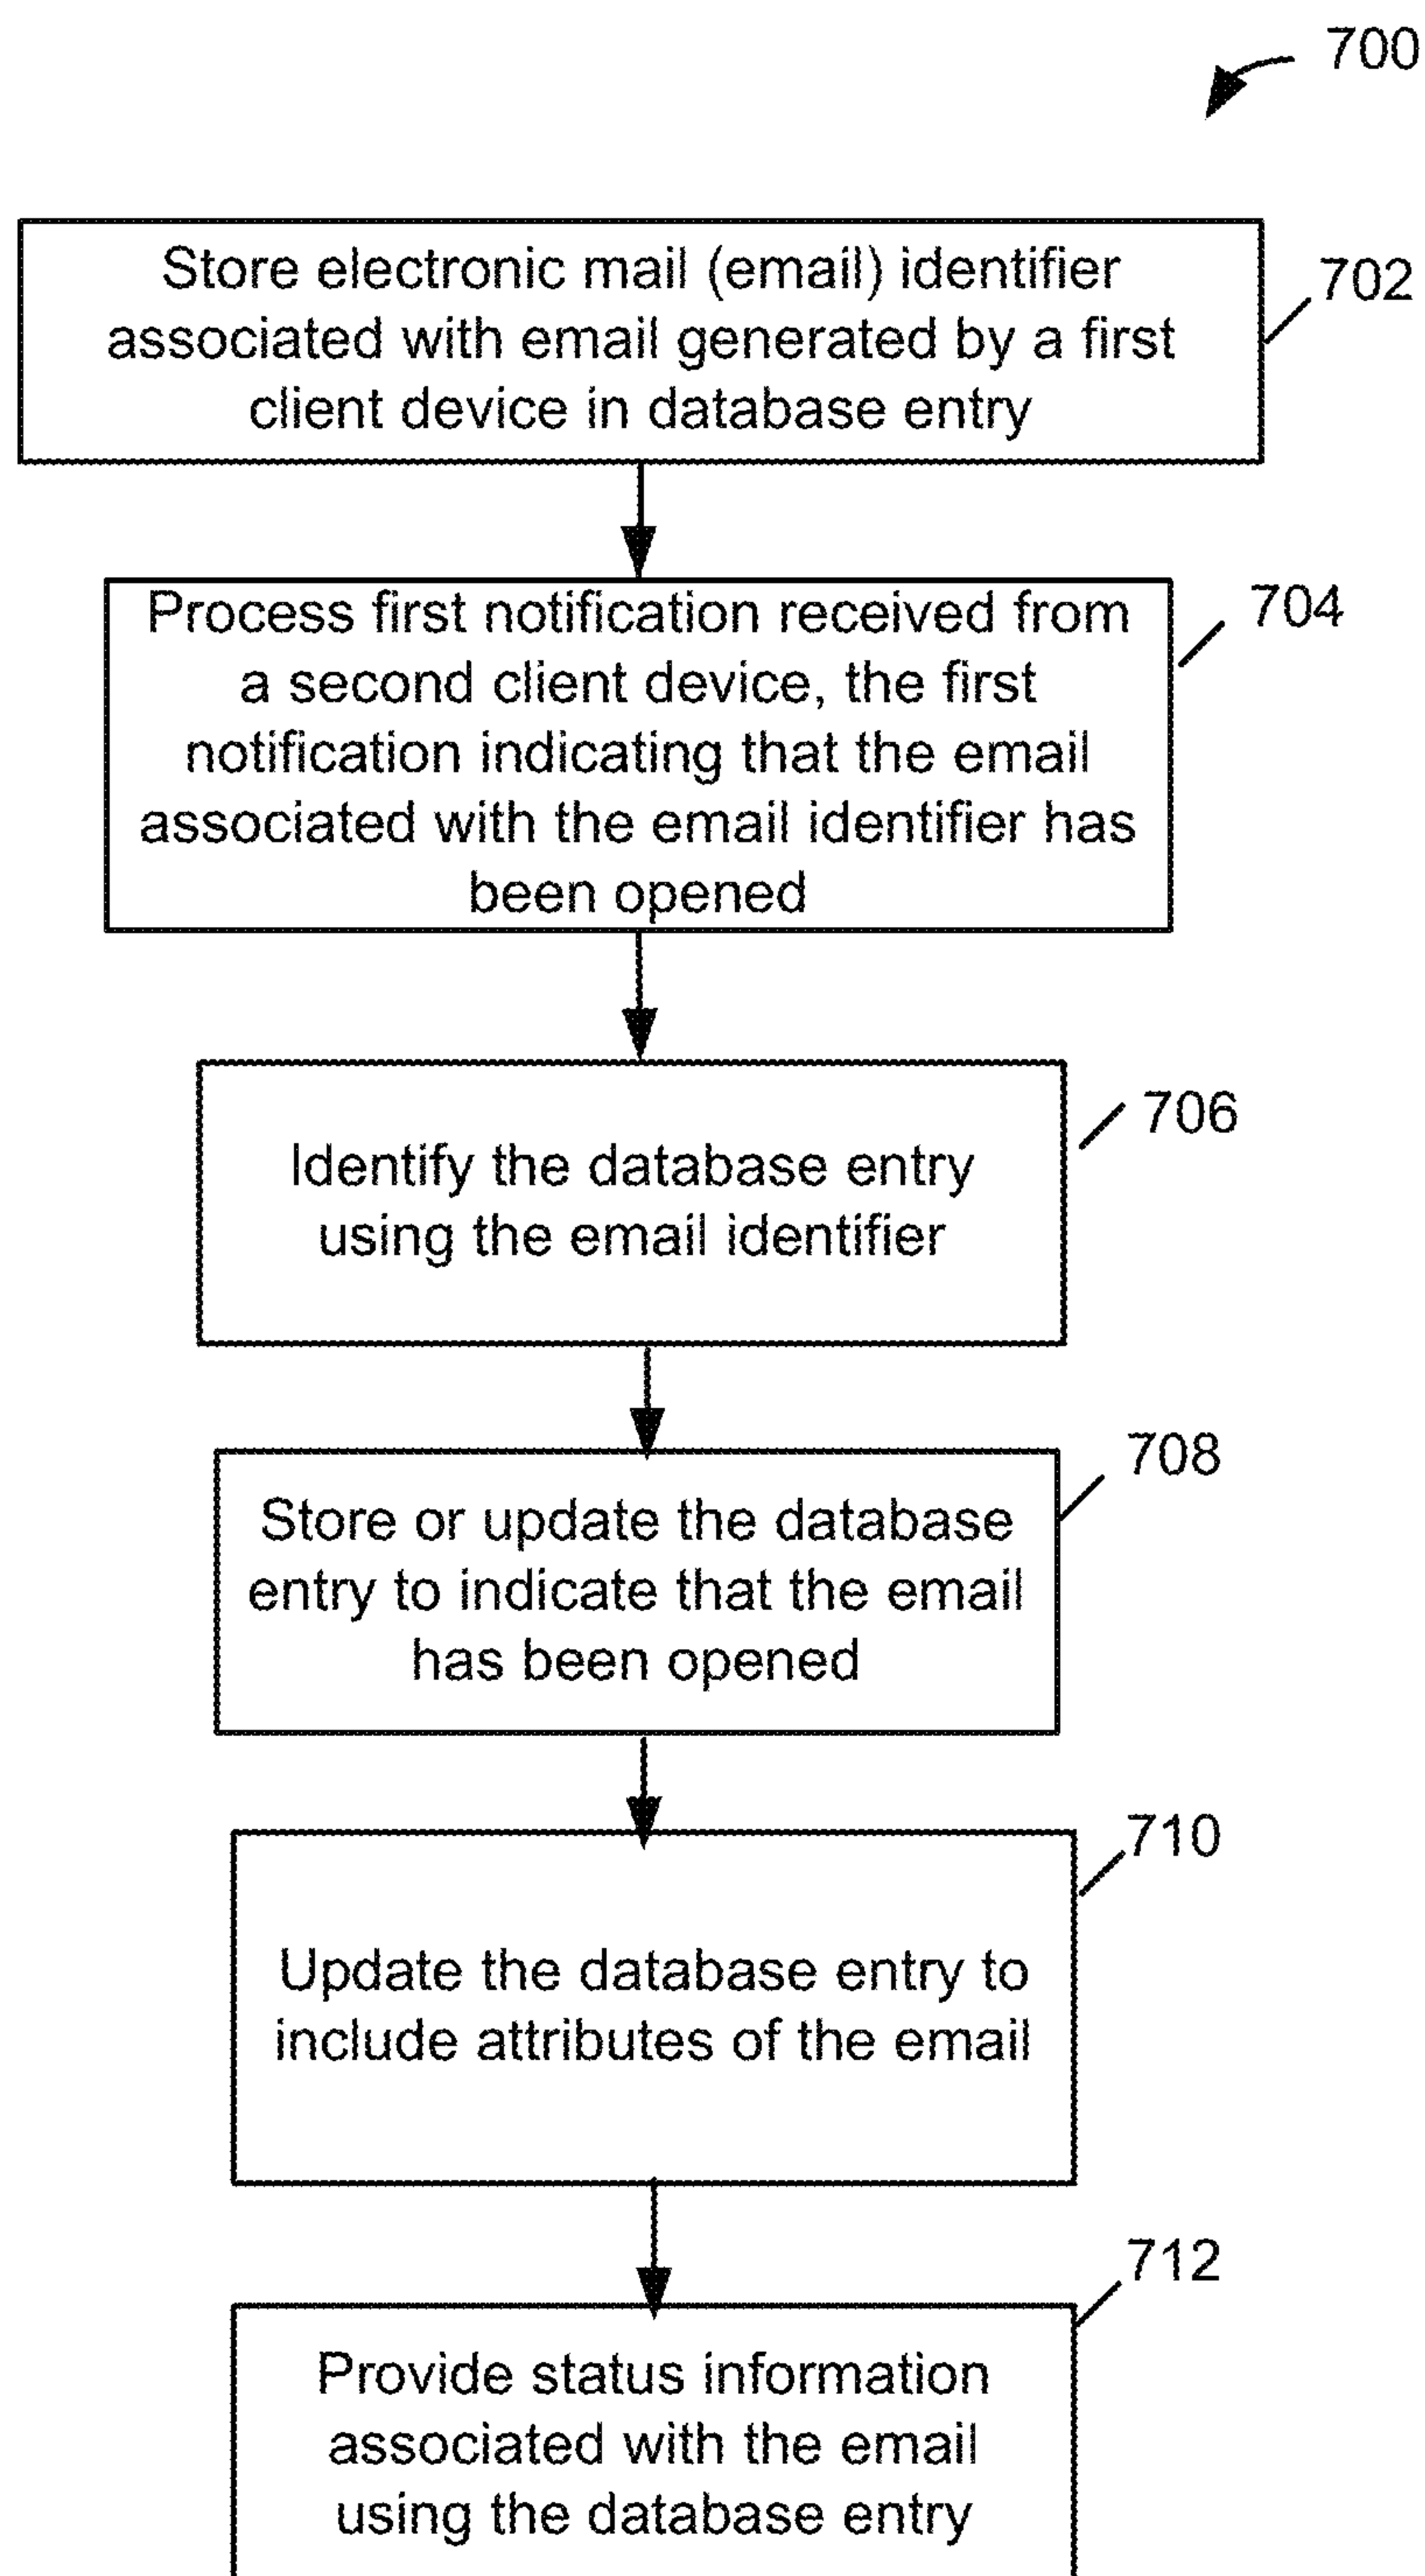 700
Store electronic mail (email) identifier
associated with email generated by a first
client device in database entry
702
Process first notification received from
a second client device, the first
notification indicating that the email
associated with the email identifier has
been opened
704
Identify the database entry
using the email identifier
706
Store or update the database
entry to indicate that the email
has been opened
708
Update the database entry to
include attributes of the email
710
Provide status information
associated with the email
using the database entry
712